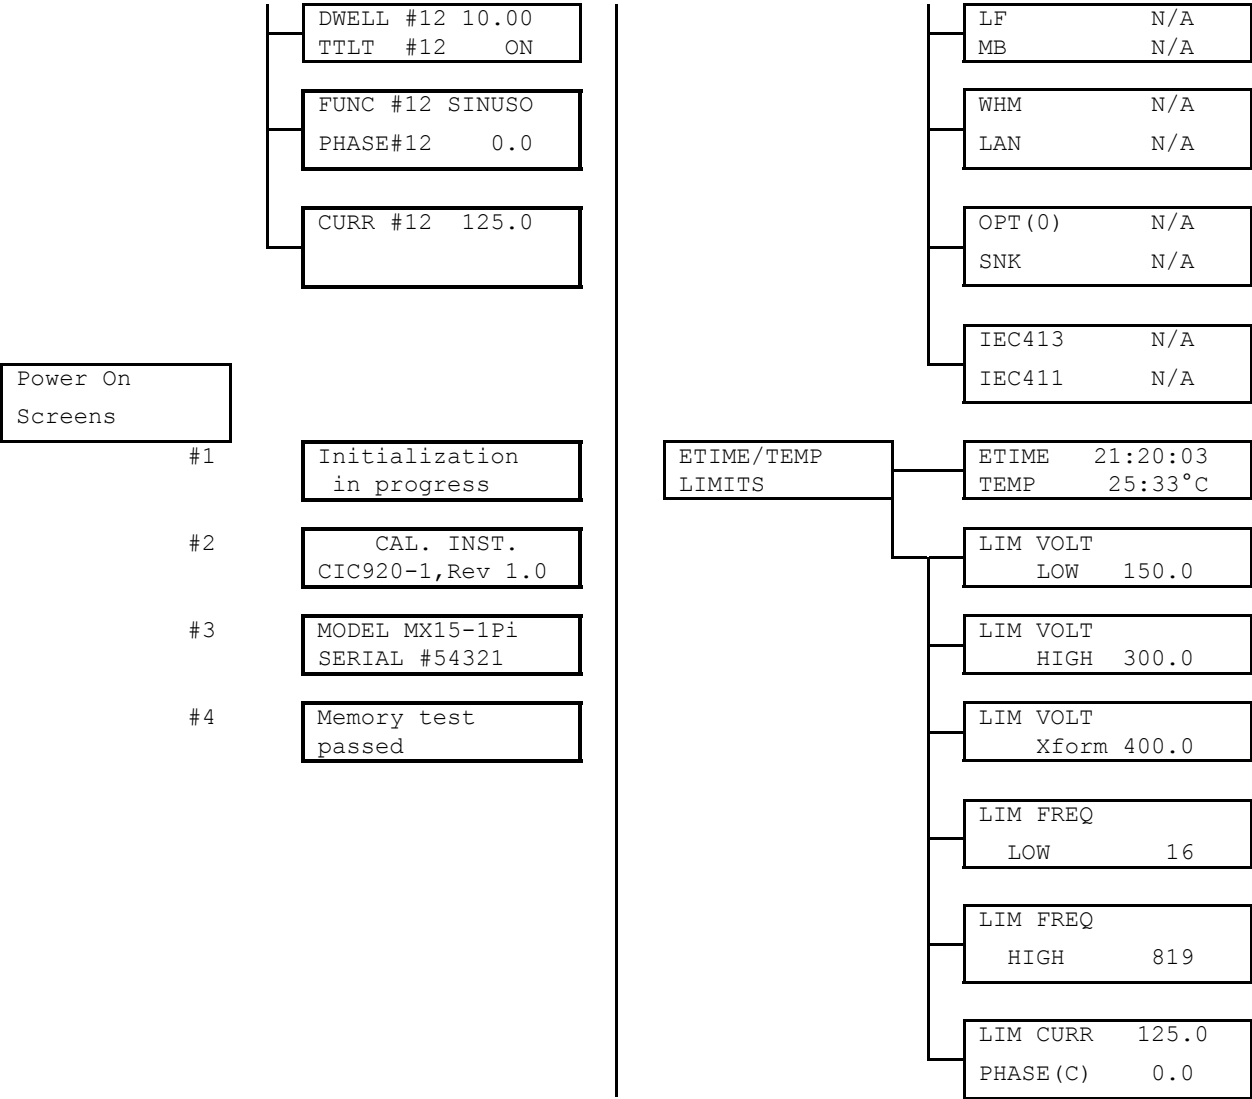 DWELL #12 10.00
TTLT #12 ON
FUNC #12 SINUSO
PHASE#12 0.0
CURR #12 125.0
Power On
Screens
#1
Initialization
in progress
#2
CAL. INST.
CIC920-1,Rev 1.0
#3
MODEL MX15-1Pi
SERIAL #54321
#4
Memory test
passed
LF N/A
MB N/A
WHM N/A
LAN N/A
OPT(0) N/A
SNK N/A
IEC413 N/A
IEC411 N/A
ETIME/TEMP
LIMITS
ETIME 21:20:03
TEMP 25:33°C
LIM VOLT
LOW 150.0
LIM VOLT
HIGH 300.0
LIM VOLT
Xform 400.0
LIM FREQ
LOW 16
LIM FREQ
HIGH 819
LIM CURR 125.0
PHASE(C) 0.0